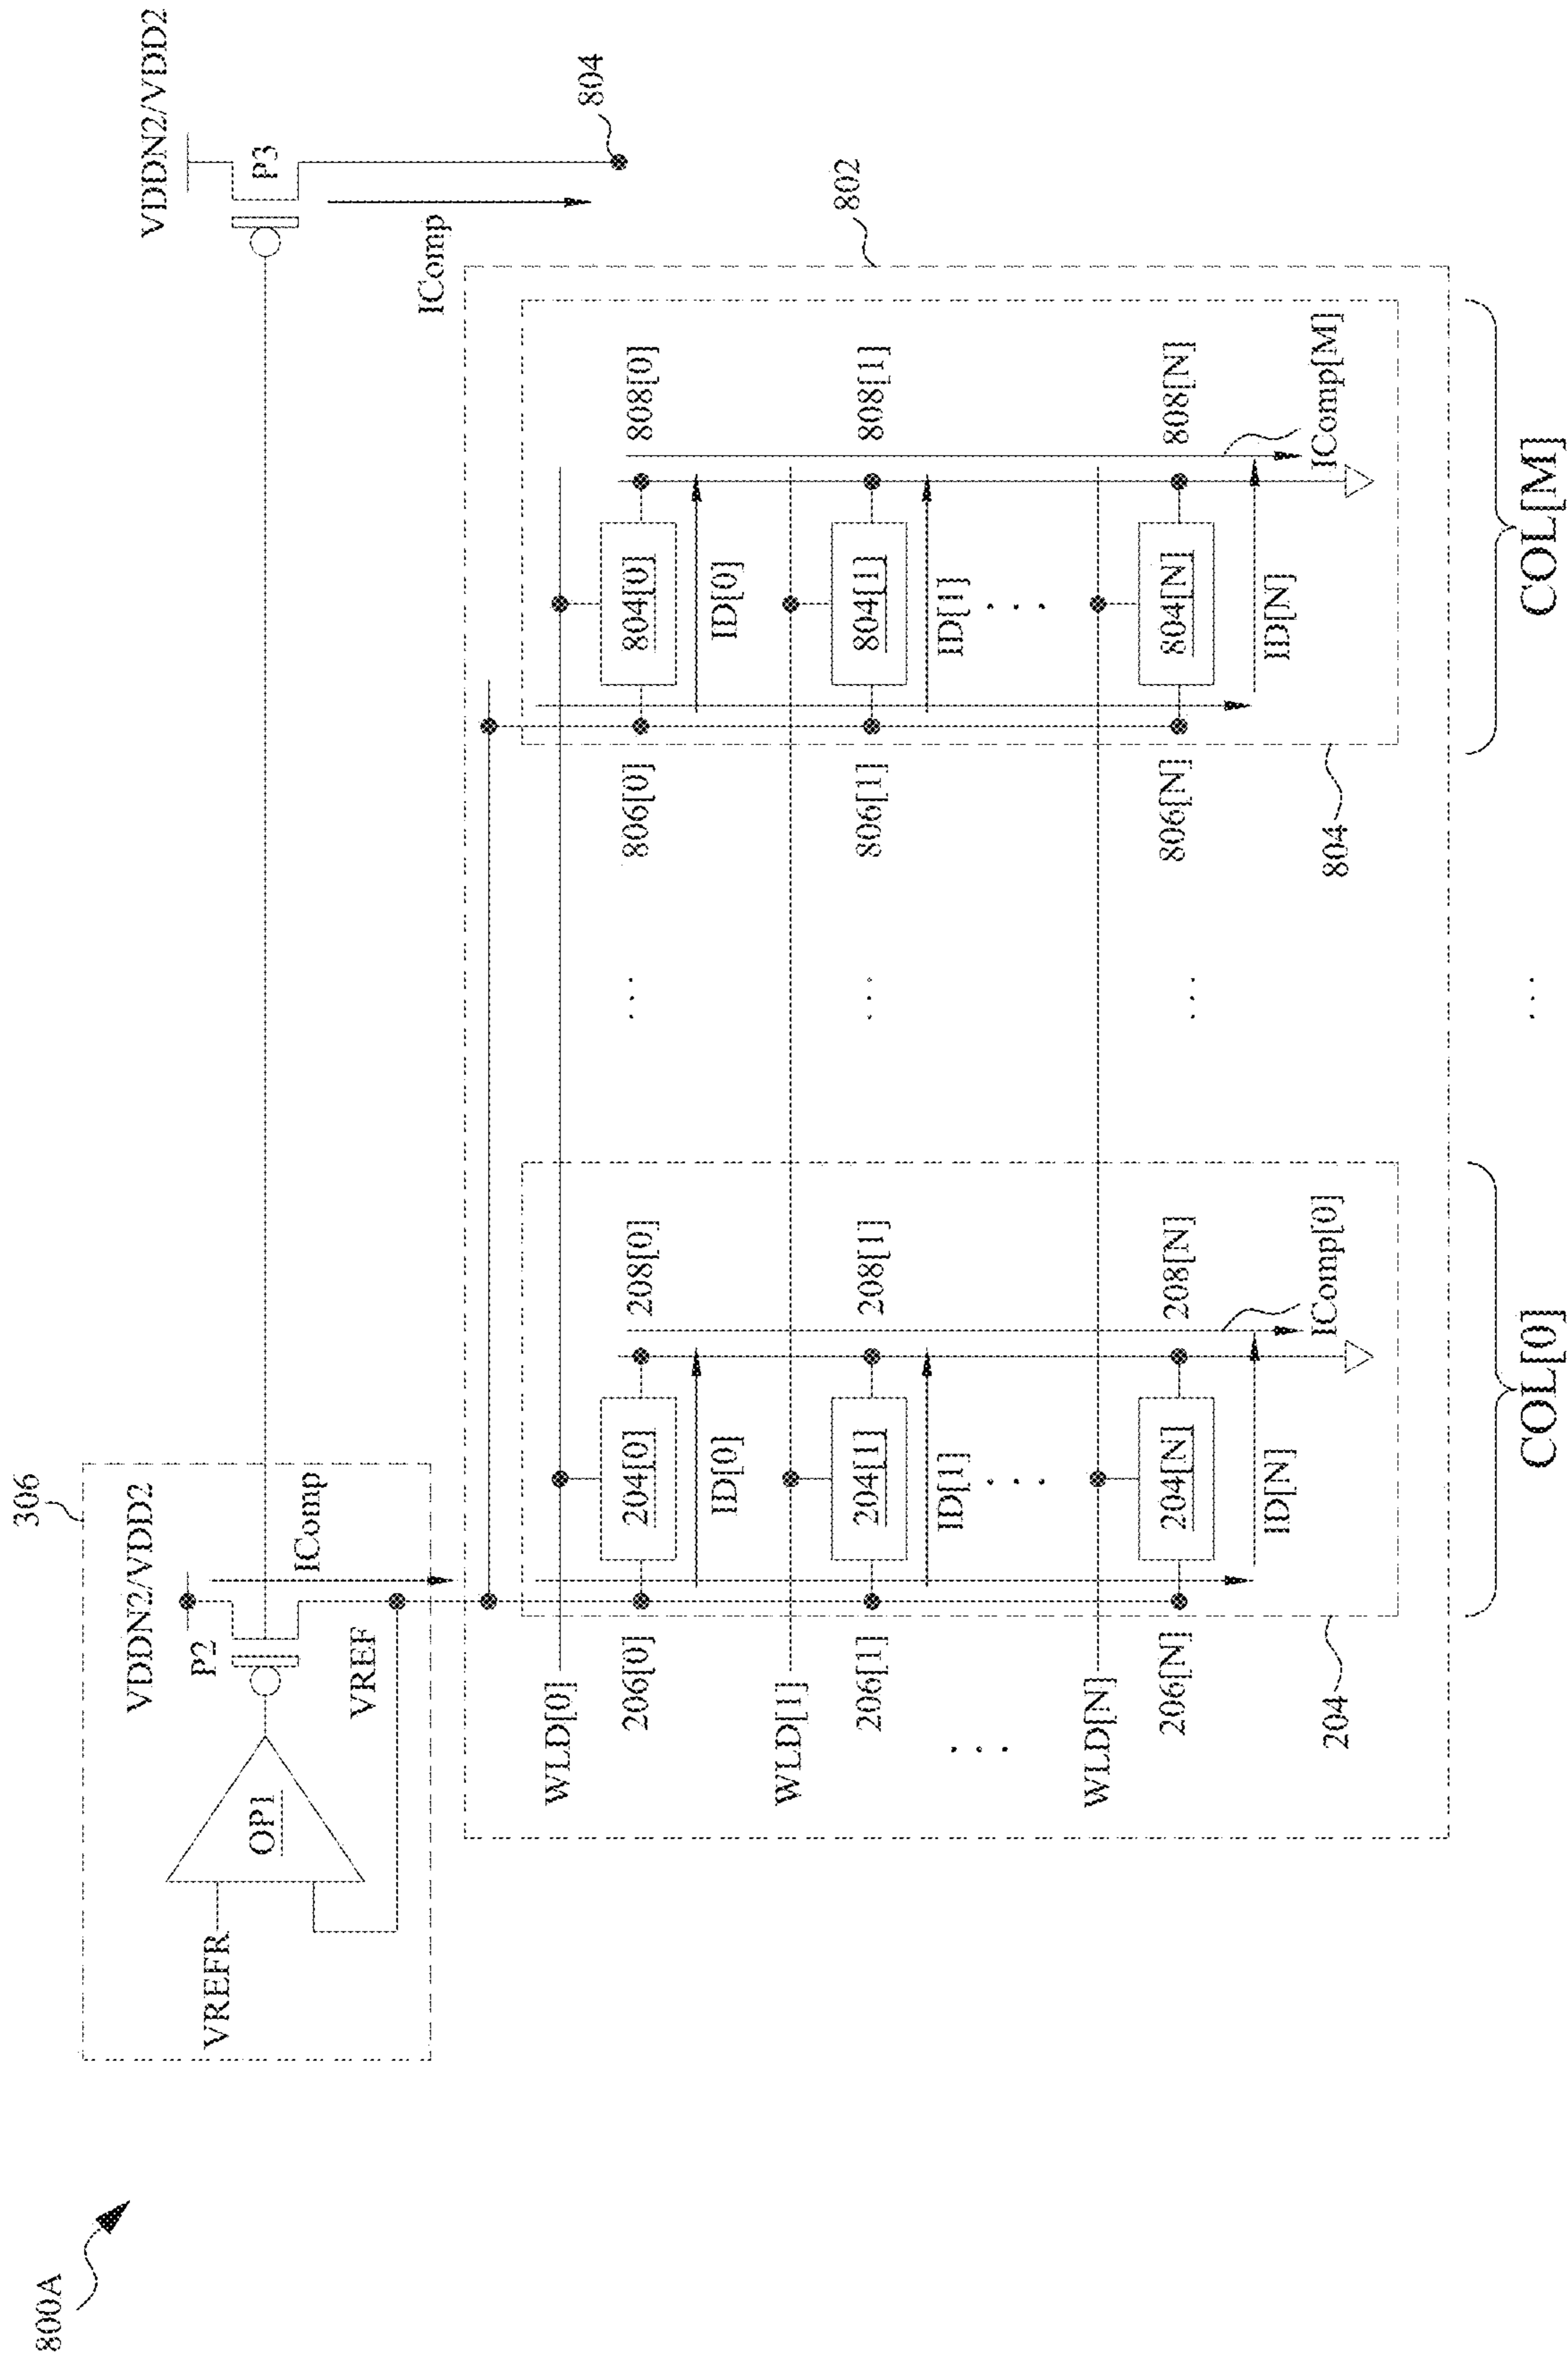 800A
306
VDDN2/VDD2
VDDN2/VDD2
P2
P3
OP1
VREFR
VREF
IComp
IComp
804
802
WLD[0]
206[0]
204[0]
208[0]
ID[0]
. . .
806[0]
804[0]
808[0]
ID[0]
WLD[1]
206[1]
204[1]
208[1]
ID[1]
. . .
806[1]
804[1]
808[1]
ID[1]
. . .
. . .
. . .
WLD[N]
206[N]
204[N]
208[N]
ID[N]
. . .
806[N]
804[N]
808[N]
ID[N]
204
IComp[0]
804
IComp[M]
COL[0]
. . .
COL[M]